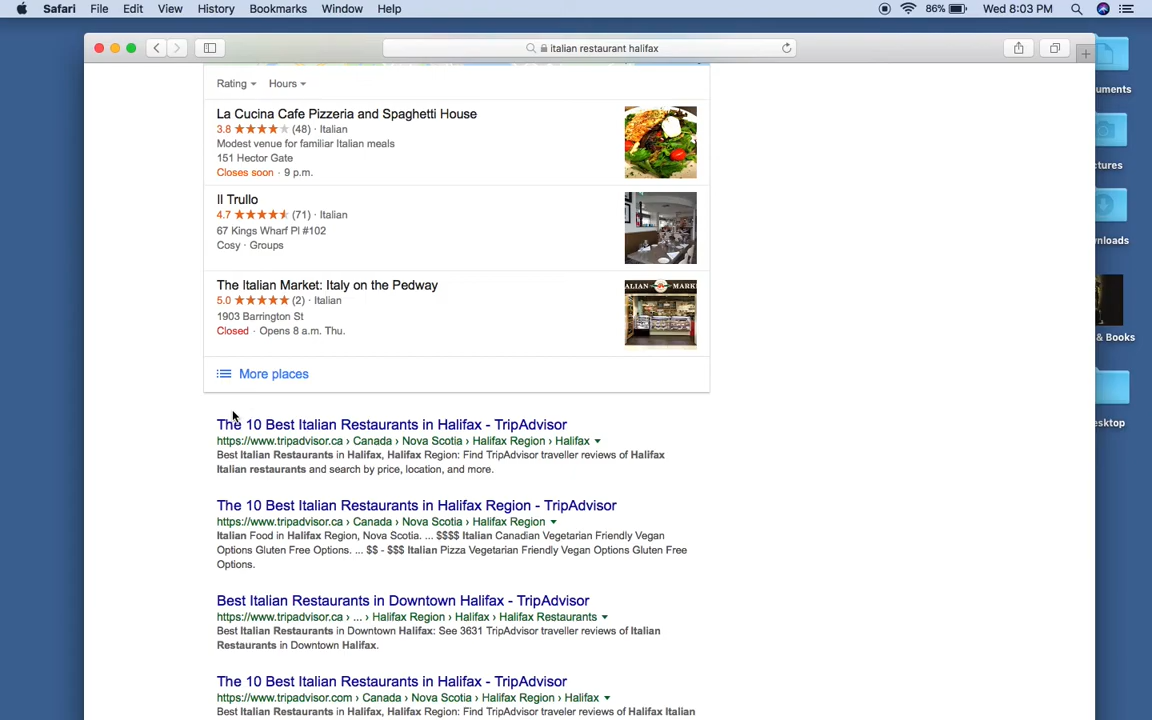 Safari File Edit View History Bookmarks Window Help 86% Wed 8:03 PM
italian restaurant halifax
Rating Hours
La Cucina Cafe Pizzeria and Spaghetti House
3.8 ★★★★★ (48) · Italian
Modest venue for familiar Italian meals
151 Hector Gate
Closes soon · 9 p.m.
Il Trullo
4.7 ★★★★★ (71) · Italian
67 Kings Wharf Pl #102
Cosy · Groups
The Italian Market: Italy on the Pedway
5.0 ★★★★★ (2) · Italian
1903 Barrington St
Closed · Opens 8 a.m. Thu.
ALIAN MARK
More places
The 10 Best Italian Restaurants in Halifax - TripAdvisor
https://www.tripadvisor.ca › Canada › Nova Scotia › Halifax Region › Halifax
Best Italian Restaurants in Halifax, Halifax Region: Find TripAdvisor traveller reviews of Halifax
Italian restaurants and search by price, location, and more.
The 10 Best Italian Restaurants in Halifax Region - TripAdvisor
https://www.tripadvisor.ca › Canada › Nova Scotia › Halifax Region
Italian Food in Halifax Region, Nova Scotia. ... $$$$ Italian Canadian Vegetarian Friendly Vegan
Options Gluten Free Options. ... $$ - $$$ Italian Pizza Vegetarian Friendly Vegan Options Gluten Free
Options.
Best Italian Restaurants in Downtown Halifax - TripAdvisor
https://www.tripadvisor.ca › ... › Halifax Region › Halifax › Halifax Restaurants
Best Italian Restaurants in Downtown Halifax: See 3631 TripAdvisor traveller reviews of Italian
Restaurants in Downtown Halifax.
The 10 Best Italian Restaurants in Halifax - TripAdvisor
https://www.tripadvisor.com › Canada › Nova Scotia › Halifax Region › Halifax
Best Italian Restaurants in Halifax, Halifax Region: Find TripAdvisor traveller reviews of Halifax Italian
uments
ctures
nloads
& Books
esktop